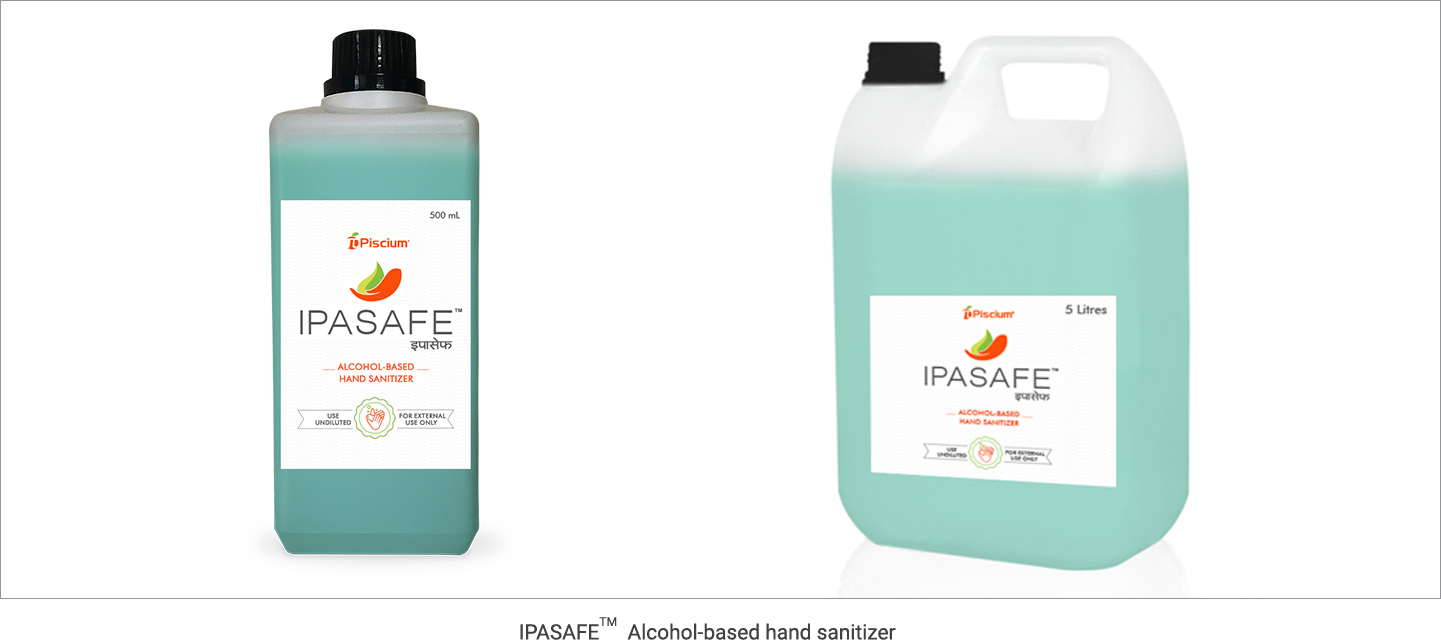 500 mL
Piscium
IPASAFE™
इपासेफ
ALCOHOL-BASED
HAND SANITIZER
USE
UNDILUTED
FOR EXTERNAL
USE ONLY
5 Litres
Piscium
IPASAFE™
इपासेफ
ALCOHOL-BASED
HAND SANITIZER
USE
UNDILUTED
FOR EXTERNAL
USE ONLY
IPASAFE™ Alcohol-based hand sanitizer